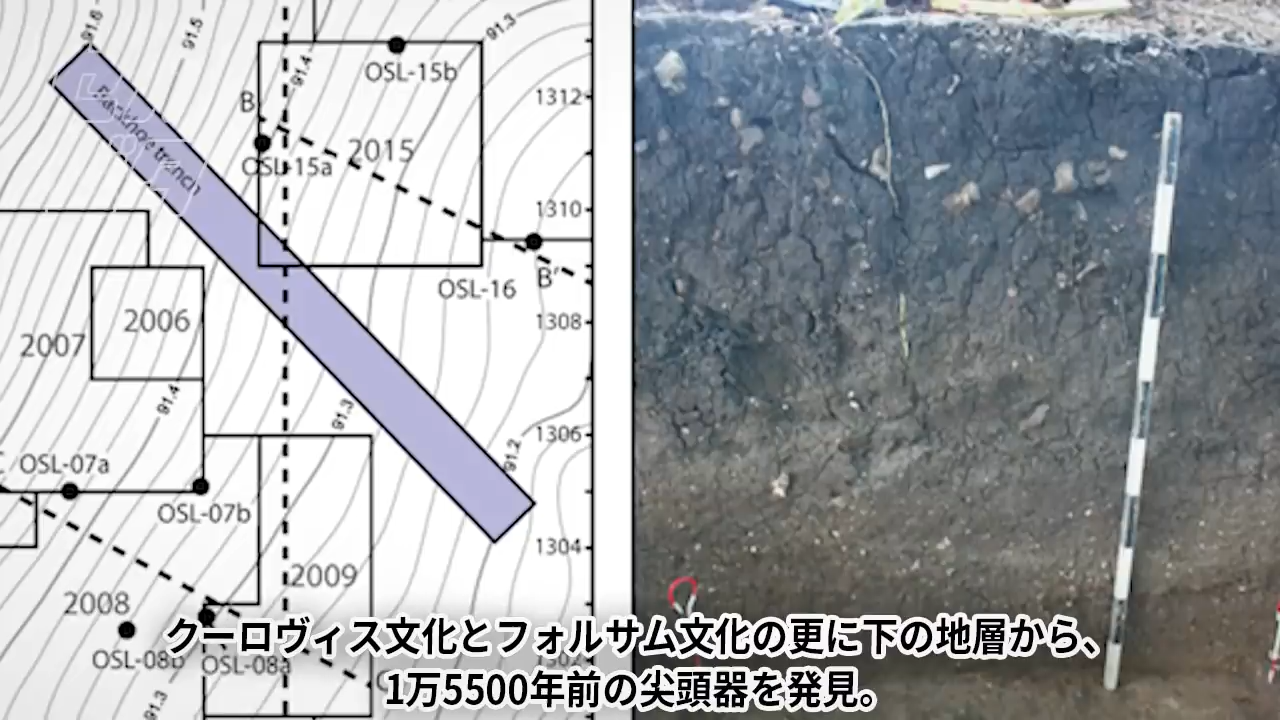 91.6
91.5
91.3
91.4
OSL-15b
B
1312
Backhoe trench
2015
OSL-15a
1310
B'
OSL-16
2006
1308
2007
91.4
91.3
1306
91.2
C
OSL-07a
OSL-07b
1304
2009
2008
OSL-08b
OSL-08a
1302
91.3
クーロヴィス文化とフォルサム文化の更に下の地層から、
1万5500年前の尖頭器を発見。